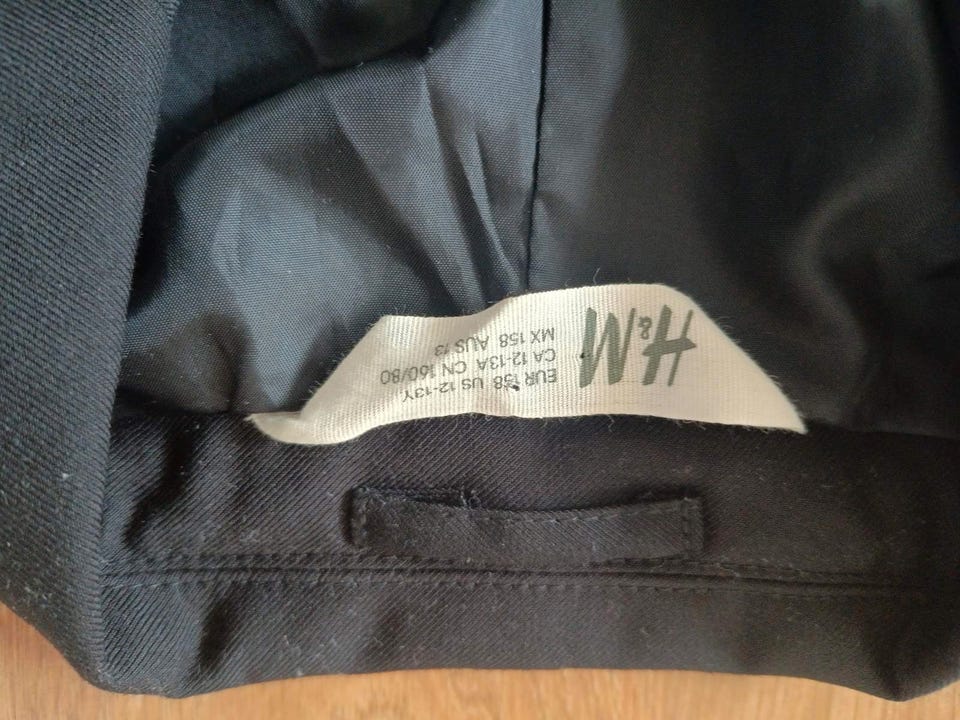 H&M
EUR 158 US 12-13Y
CA 12-13A CN 160/80
MX 158 AUS 13